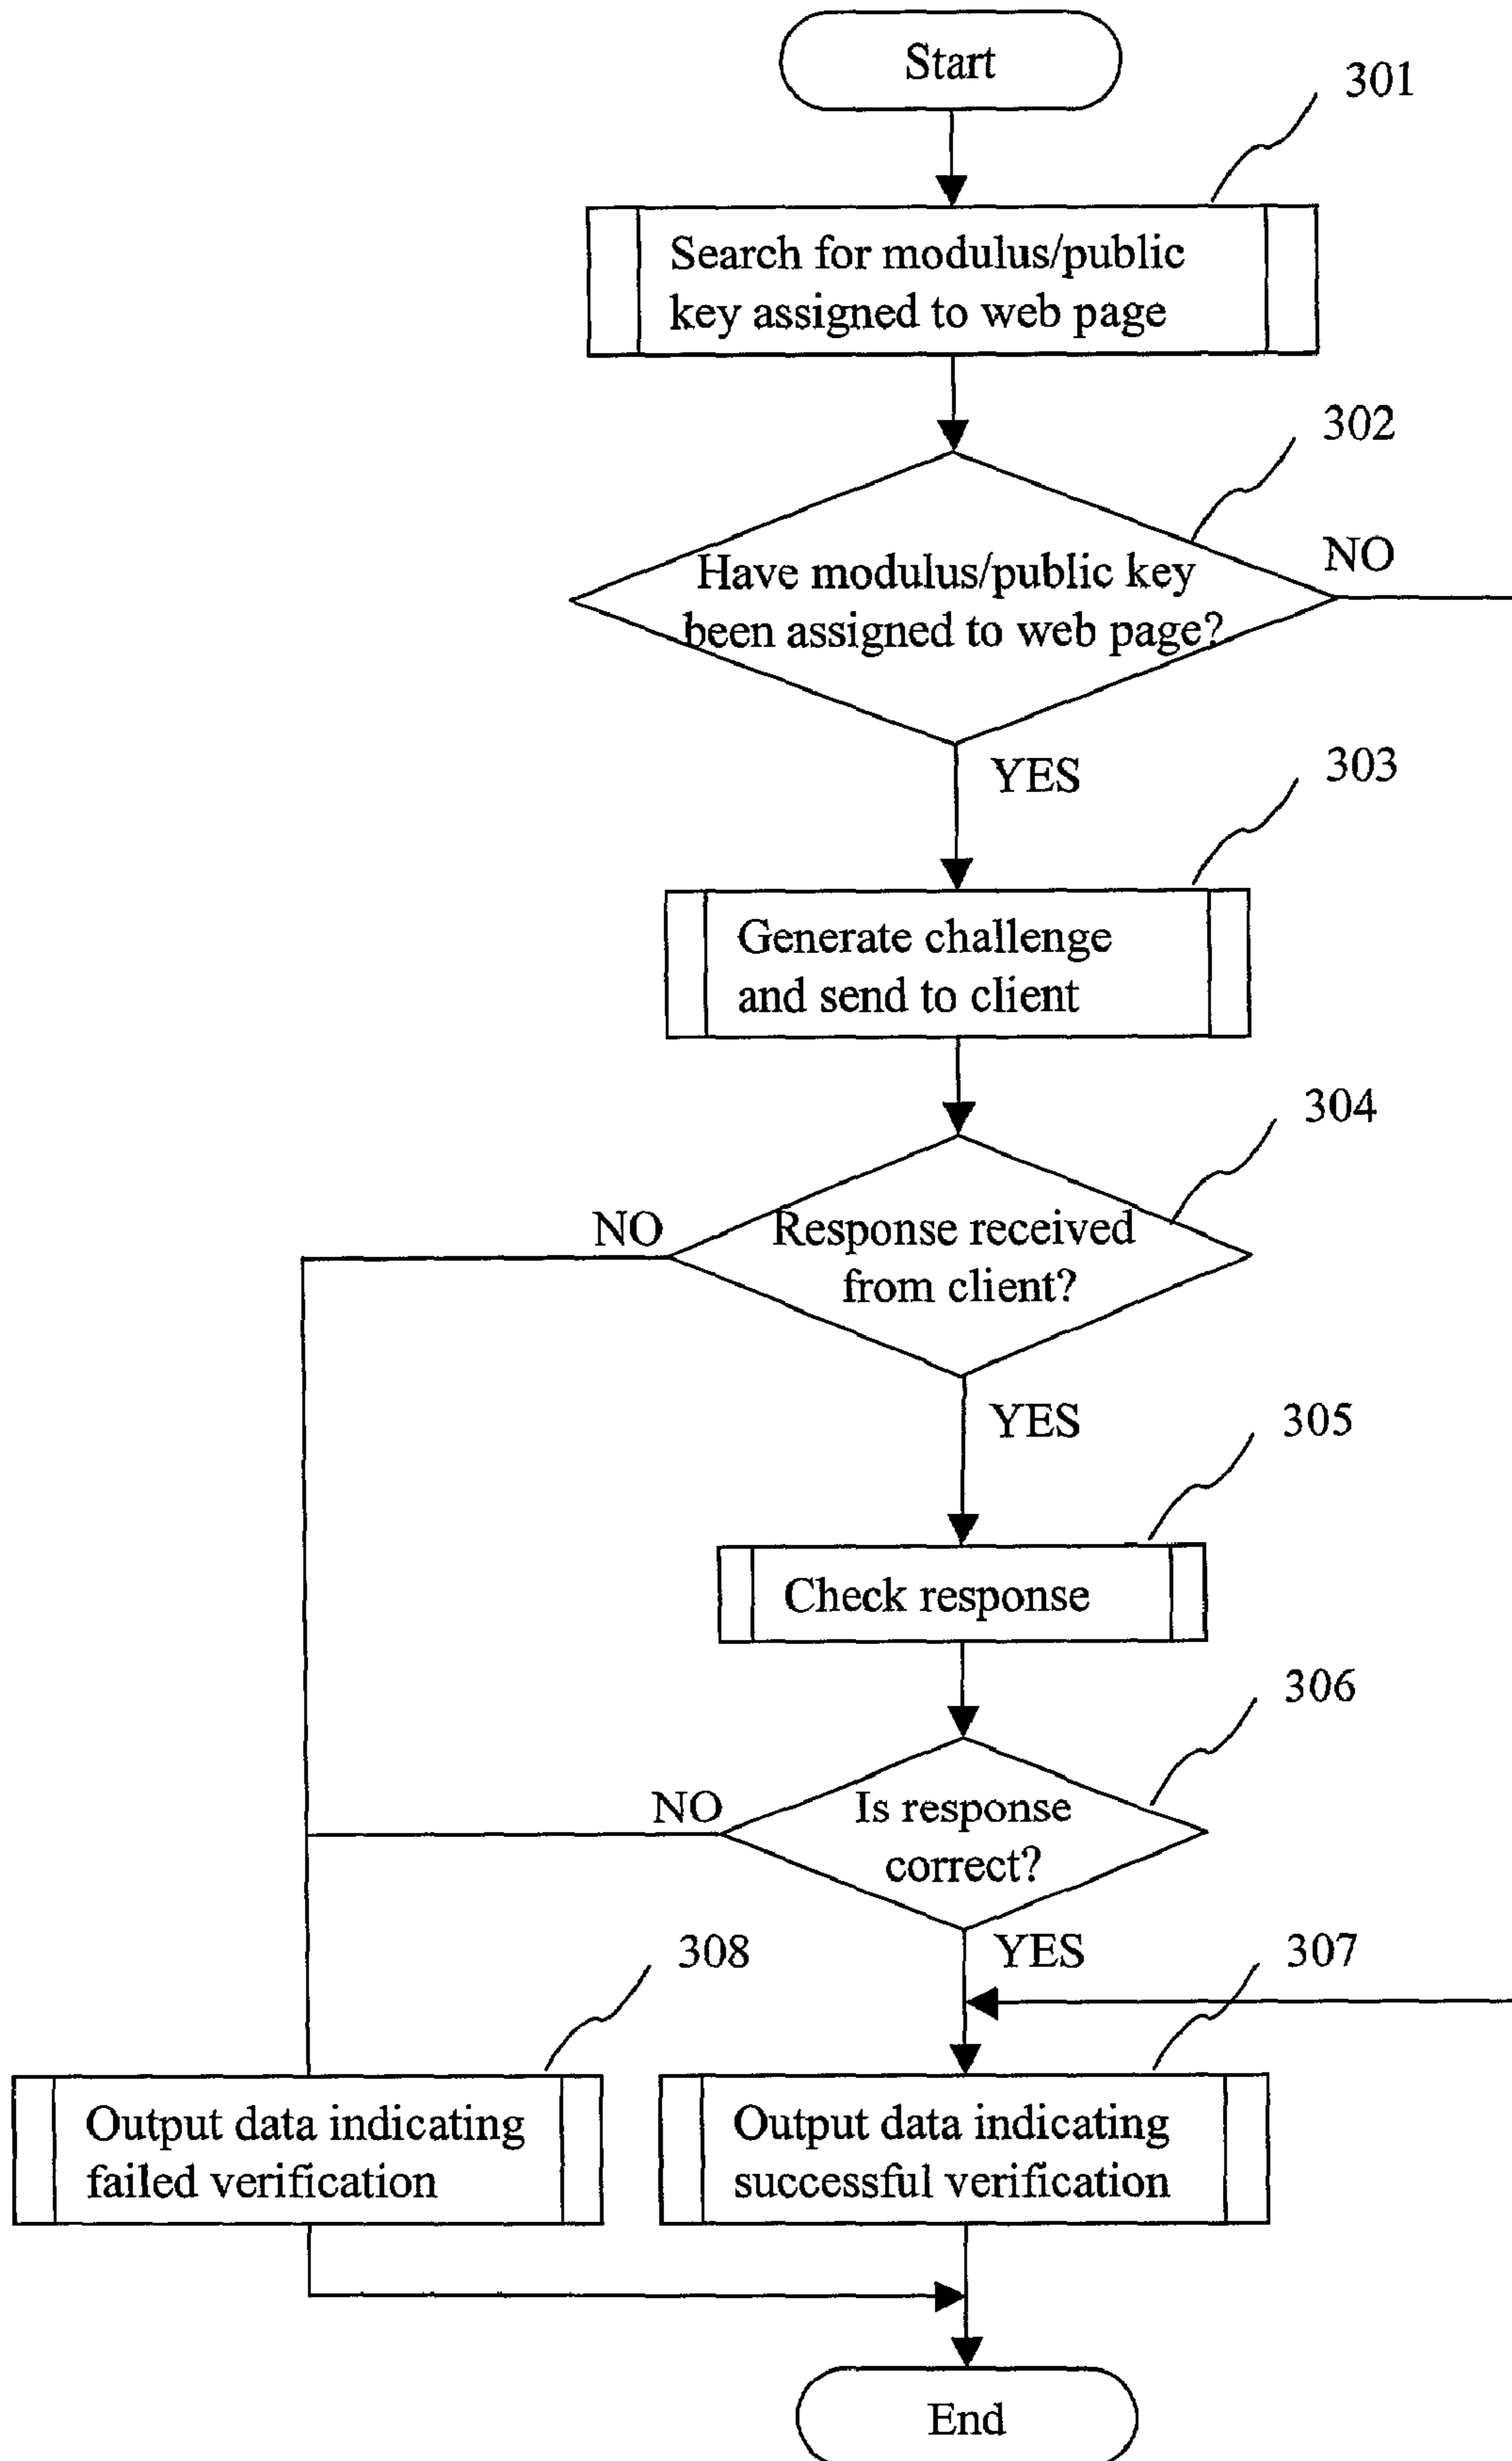 Start
301
Search for modulus/public
key assigned to web page
302
Have modulus/public key
been assigned to web page?
NO
YES
303
Generate challenge
and send to client
304
NO
Response received
from client?
YES
305
Check response
306
NO
Is response
correct?
YES
307
308
Output data indicating
failed verification
Output data indicating
successful verification
End